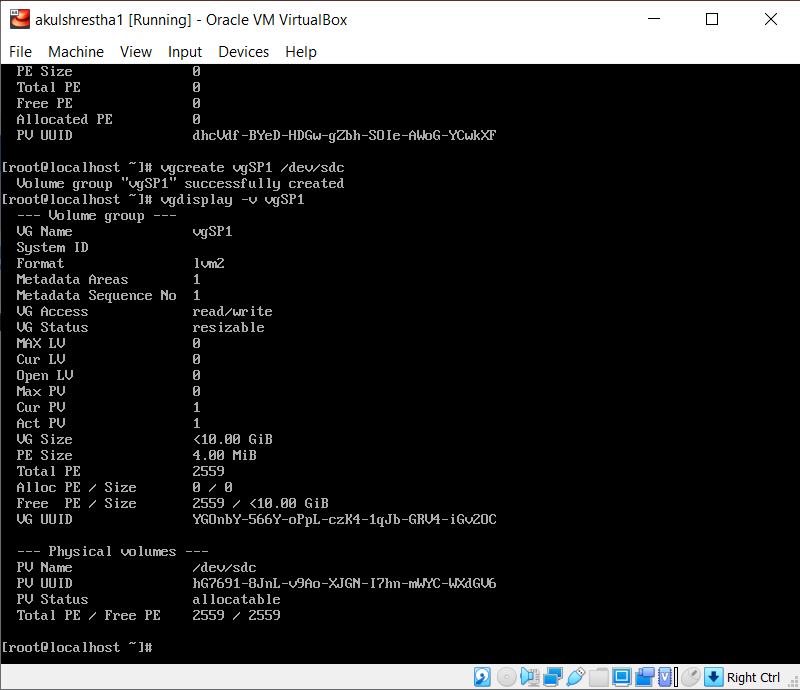 akulshrestha1 [Running] - Oracle VM VirtualBox
File Machine View Input Devices Help
PE Size 0
Total PE 0
Free PE 0
Allocated PE 0
PV UUID dhcVdf-BYeD-HDGw-gZbh-SOIe-AWoG-YCwkXF
[root@localhost ~]# vgcreate vgSP1 /dev/sdc
Volume group "vgSP1" successfully created
[root@localhost ~]# vgdisplay -v vgSP1
--- Volume group ---
VG Name vgSP1
System ID
Format lvm2
Metadata Areas 1
Metadata Sequence No 1
VG Access read/write
VG Status resizable
MAX LV 0
Cur LV 0
Open LV 0
Max PV 0
Cur PV 1
Act PV 1
VG Size <10.00 GiB
PE Size 4.00 MiB
Total PE 2559
Alloc PE / Size 0 / 0
Free  PE / Size 2559 / <10.00 GiB
VG UUID YGOnbY-566Y-oPpL-czK4-1qJb-GRV4-iGv2OC
--- Physical volumes ---
PV Name /dev/sdc
PV UUID hG7691-8JnL-v9Ao-XJGN-I7hn-mWYC-WXdGV6
PV Status allocatable
Total PE / Free PE 2559 / 2559
[root@localhost ~]#
Right Ctrl